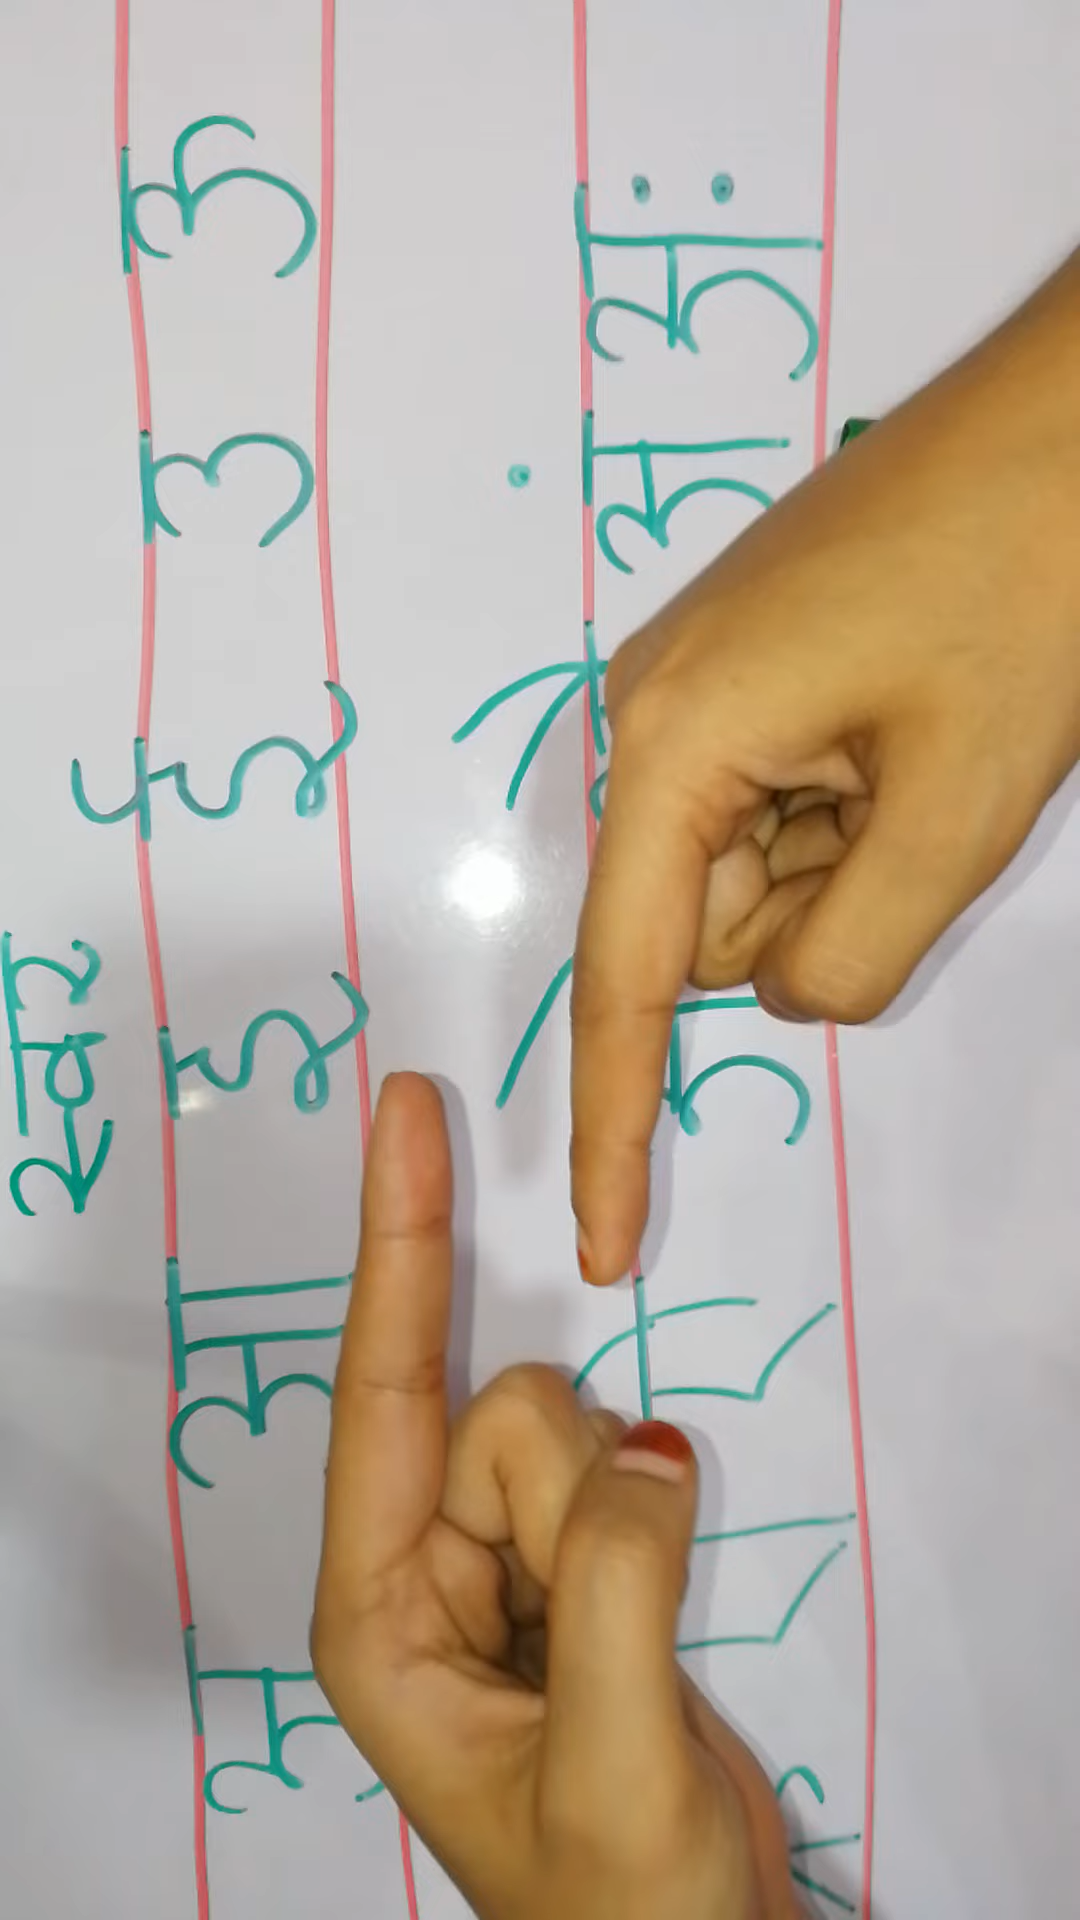 स्वर
अ आ इ ई उ ऊ
ए ऐ ओ औ अं अः